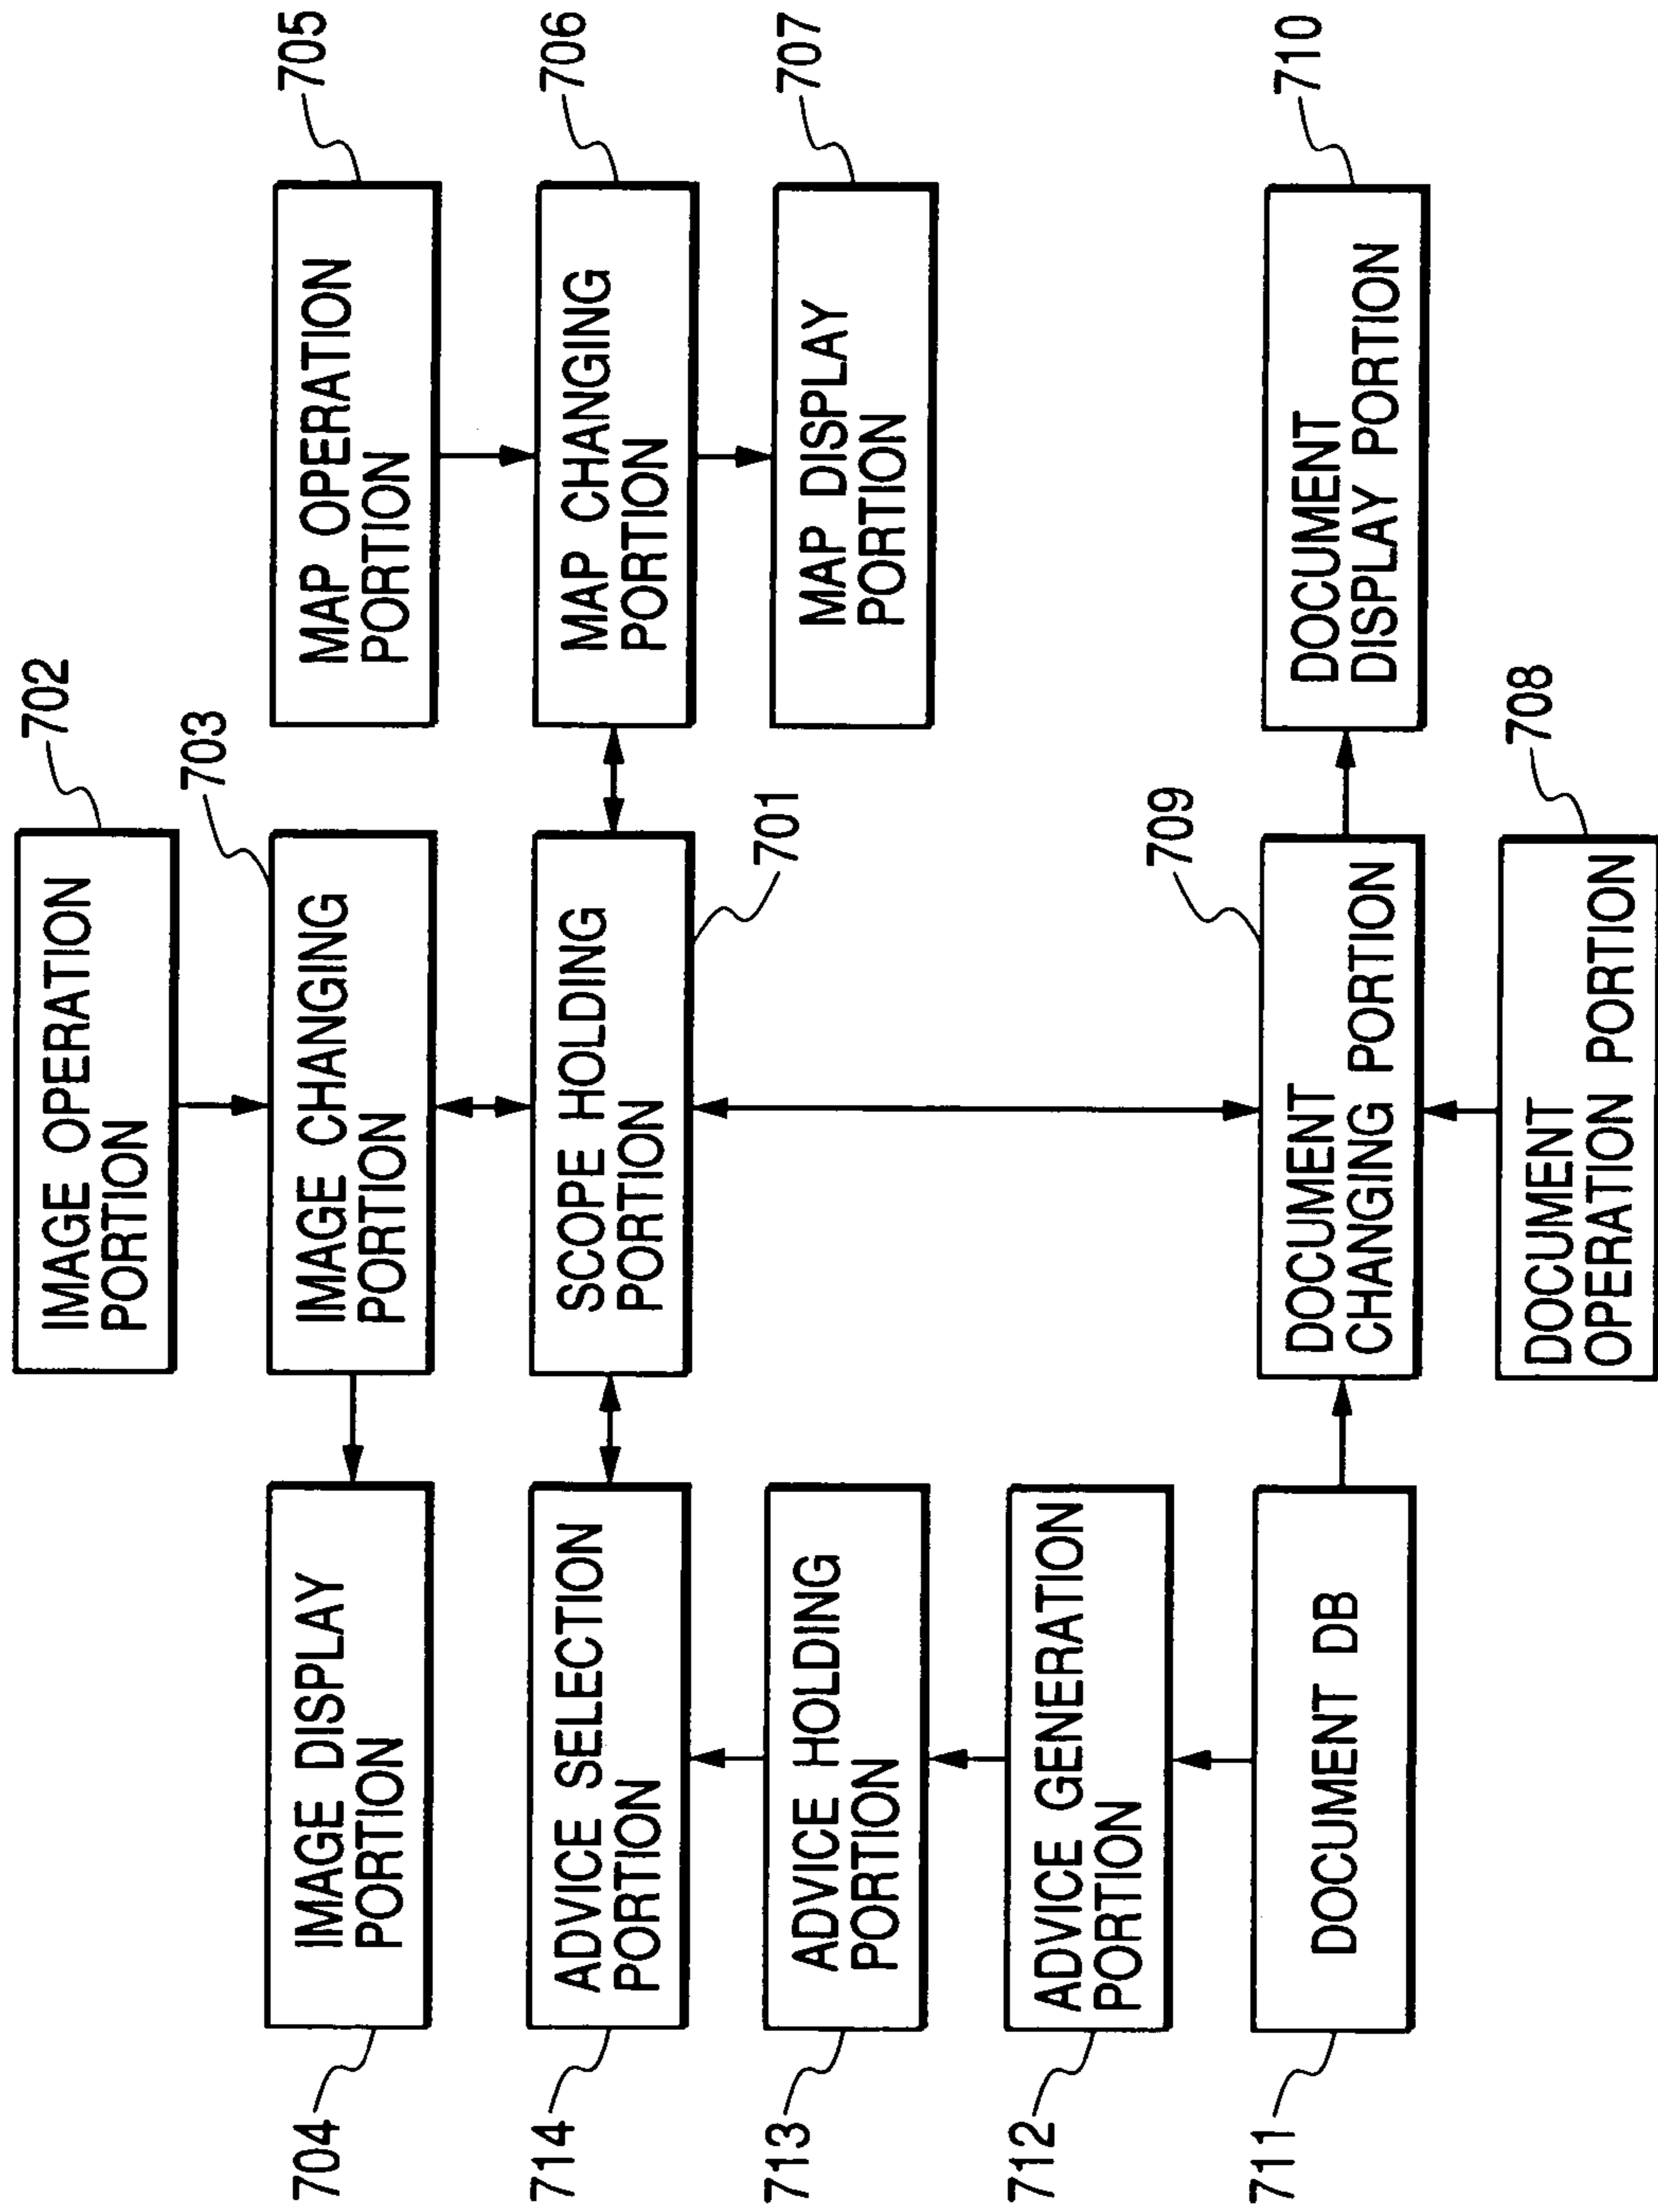 702
IMAGE OPERATION
PORTION
704
IMAGE DISPLAY
PORTION
703
IMAGE CHANGING
PORTION
705
MAP OPERATION
PORTION
714
ADVICE SELECTION
PORTION
SCOPE HOLDING
PORTION
701
706
MAP CHANGING
PORTION
713
ADVICE HOLDING
PORTION
707
MAP DISPLAY
PORTION
712
ADVICE GENERATION
PORTION
711
DOCUMENT DB
709
DOCUMENT
CHANGING PORTION
710
DOCUMENT
DISPLAY PORTION
708
DOCUMENT
OPERATION PORTION